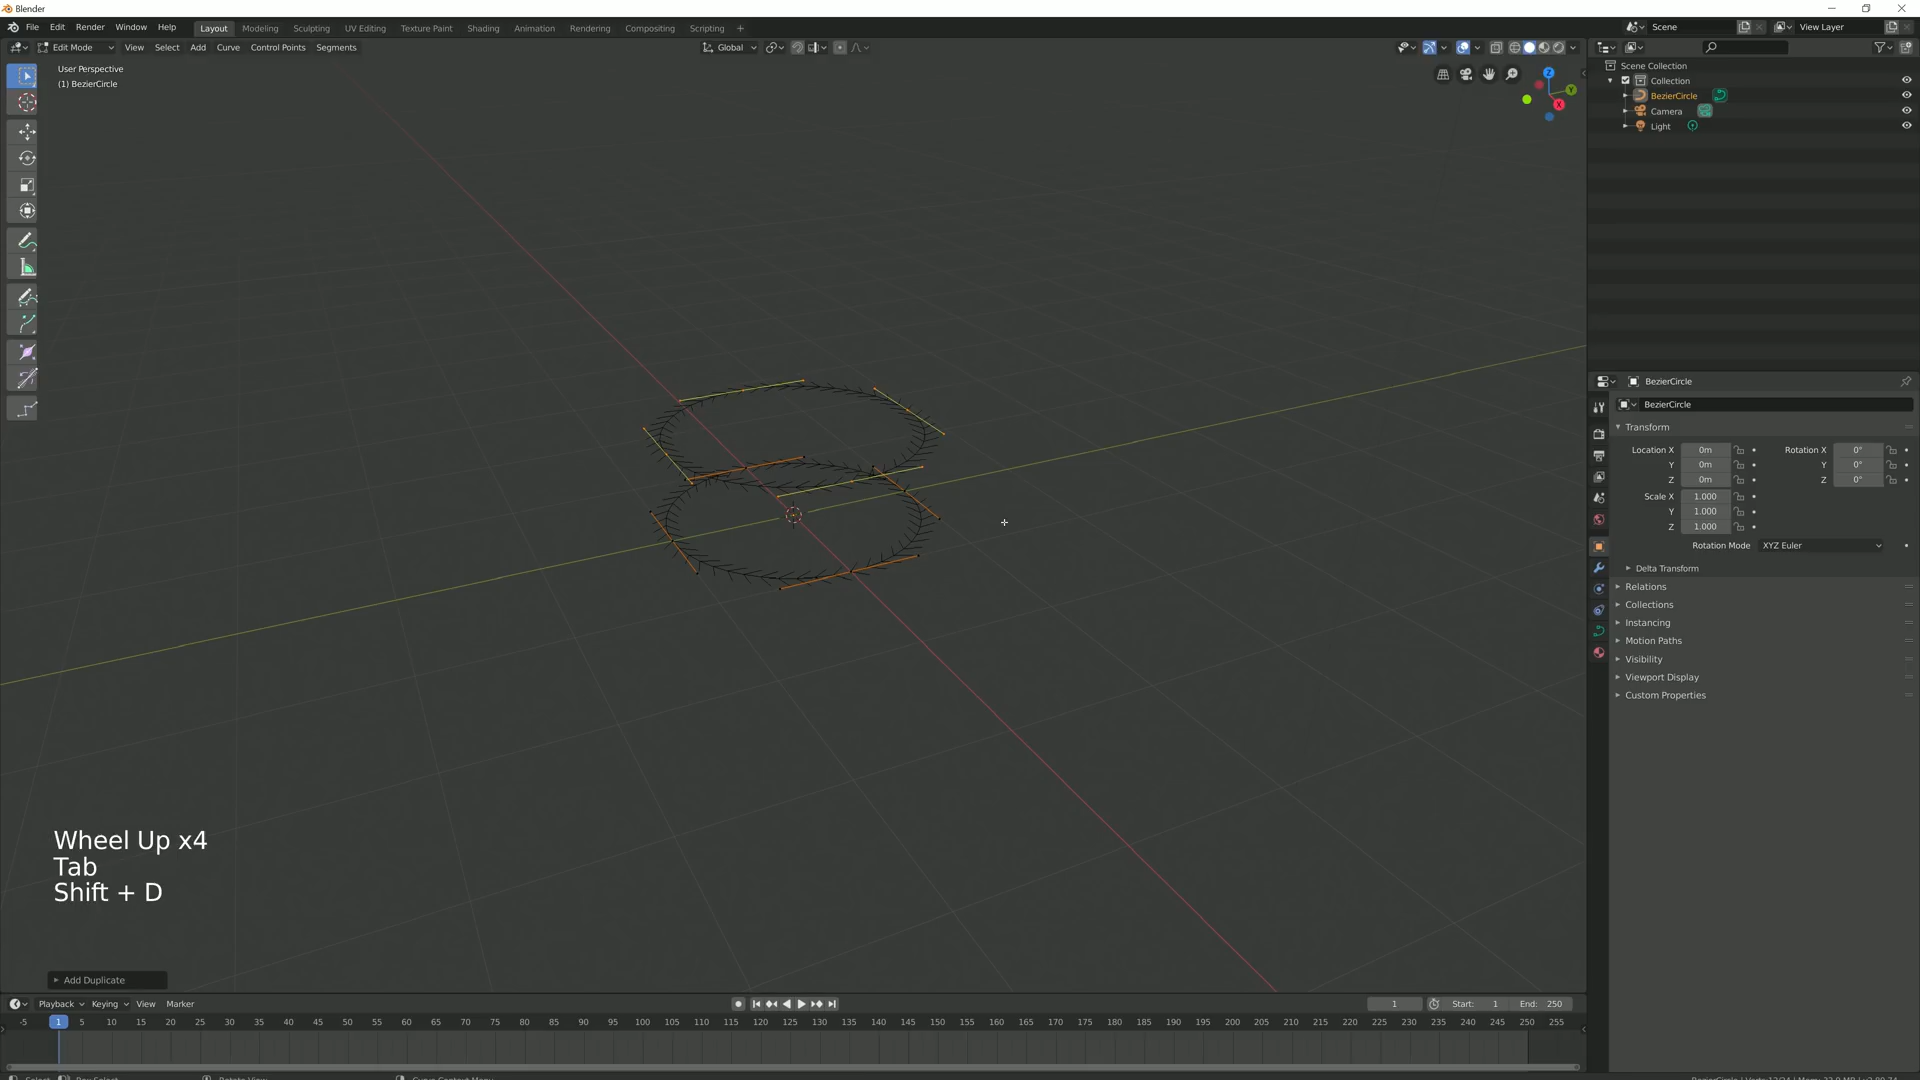 Blender
File Edit Render Window Help Layout Modeling Sculpting UV Editing Texture Paint Shading Animation Rendering Compositing Scripting + Scene View Layer
Edit Mode View Select Add Curve Control Points Segments Global
User Perspective
(1) BezierCircle
Z
Y
X
Scene Collection
Collection
BezierCircle
Camera
Light
BezierCircle
BezierCircle
Transform
Location X 0m Rotation X 0°
Y 0m Y 0°
Z 0m Z 0°
Scale X 1.000
Y 1.000
Z 1.000
Rotation Mode XYZ Euler
Delta Transform
Relations
Collections
Instancing
Motion Paths
Visibility
Viewport Display
Custom Properties
Wheel Up x4
Tab
Shift + D
Add Duplicate
Playback Keying View Marker 1 Start: 1 End: 250
-5 1 5 10 15 20 25 30 35 40 45 50 55 60 65 70 75 80 85 90 95 100 105 110 115 120 125 130 135 140 145 150 155 160 165 170 175 180 185 190 195 200 205 210 215 220 225 230 235 240 245 250 255